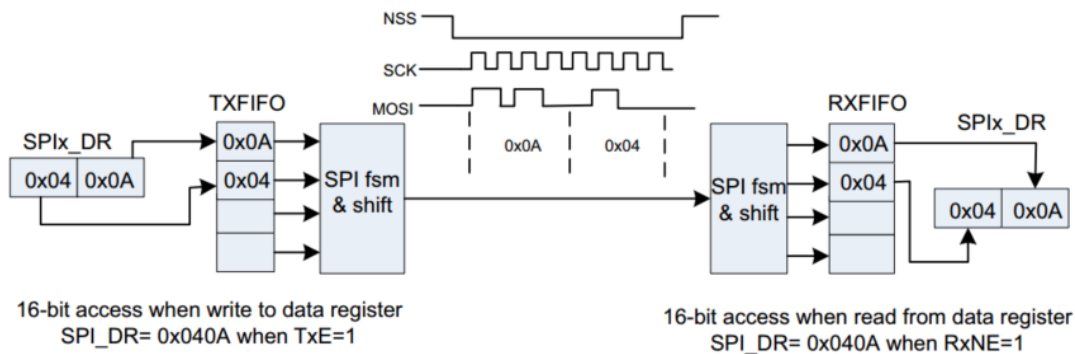 NSS
SCK
MOSI
TXFIFO
RXFIFO
SPIx_DR
SPIx_DR
0x04 0x0A
0x0A
0x04
SPI fsm
& shift
0x0A
0x04
SPI fsm
& shift
0x0A
0x04
0x04 0x0A
16-bit access when write to data register
SPI_DR= 0x040A when TxE=1
16-bit access when read from data register
SPI_DR= 0x040A when RxNE=1